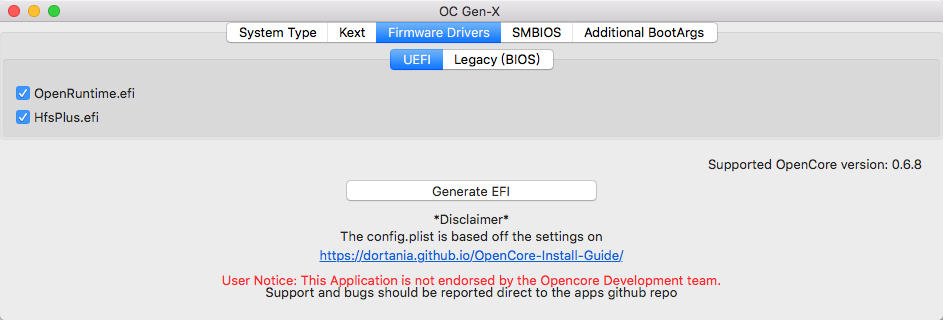 OC Gen-X
System Type Kext Firmware Drivers SMBIOS Additional BootArgs
UEFI Legacy (BIOS)
OpenRuntime.efi
HfsPlus.efi
Supported OpenCore version: 0.6.8
Generate EFI
*Disclaimer*
The config.plist is based off the settings on
https://dortania.github.io/OpenCore-Install-Guide/
User Notice: This Application is not endorsed by the Opencore Development team.
Support and bugs should be reported direct to the apps github repo